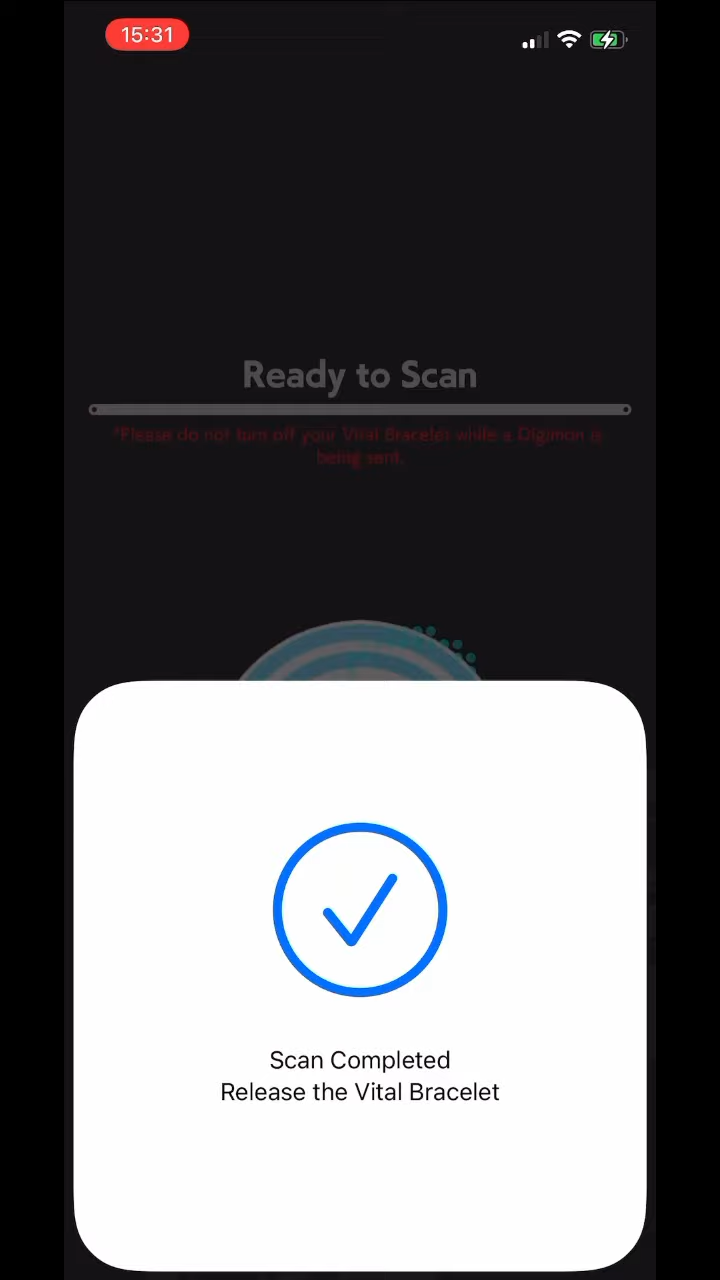 15:31
Ready to Scan
*Please do not turn off your Vital Bracelet while a Digimon is
being sent.
Scan Completed
Release the Vital Bracelet